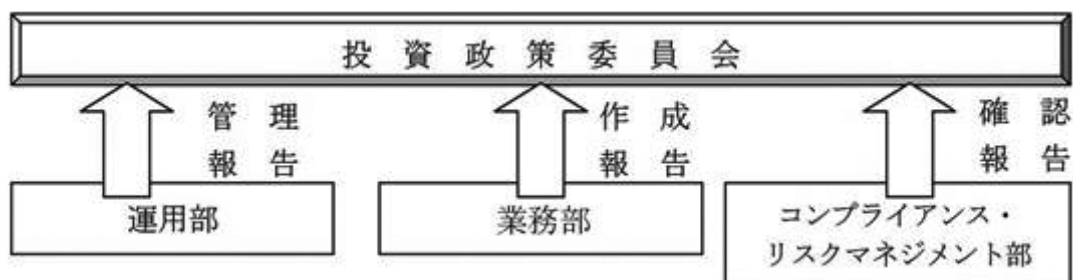 投資政策委員会
管理
報告
作成
報告
確認
報告
運用部
業務部
コンプライアンス・
リスクマネジメント部